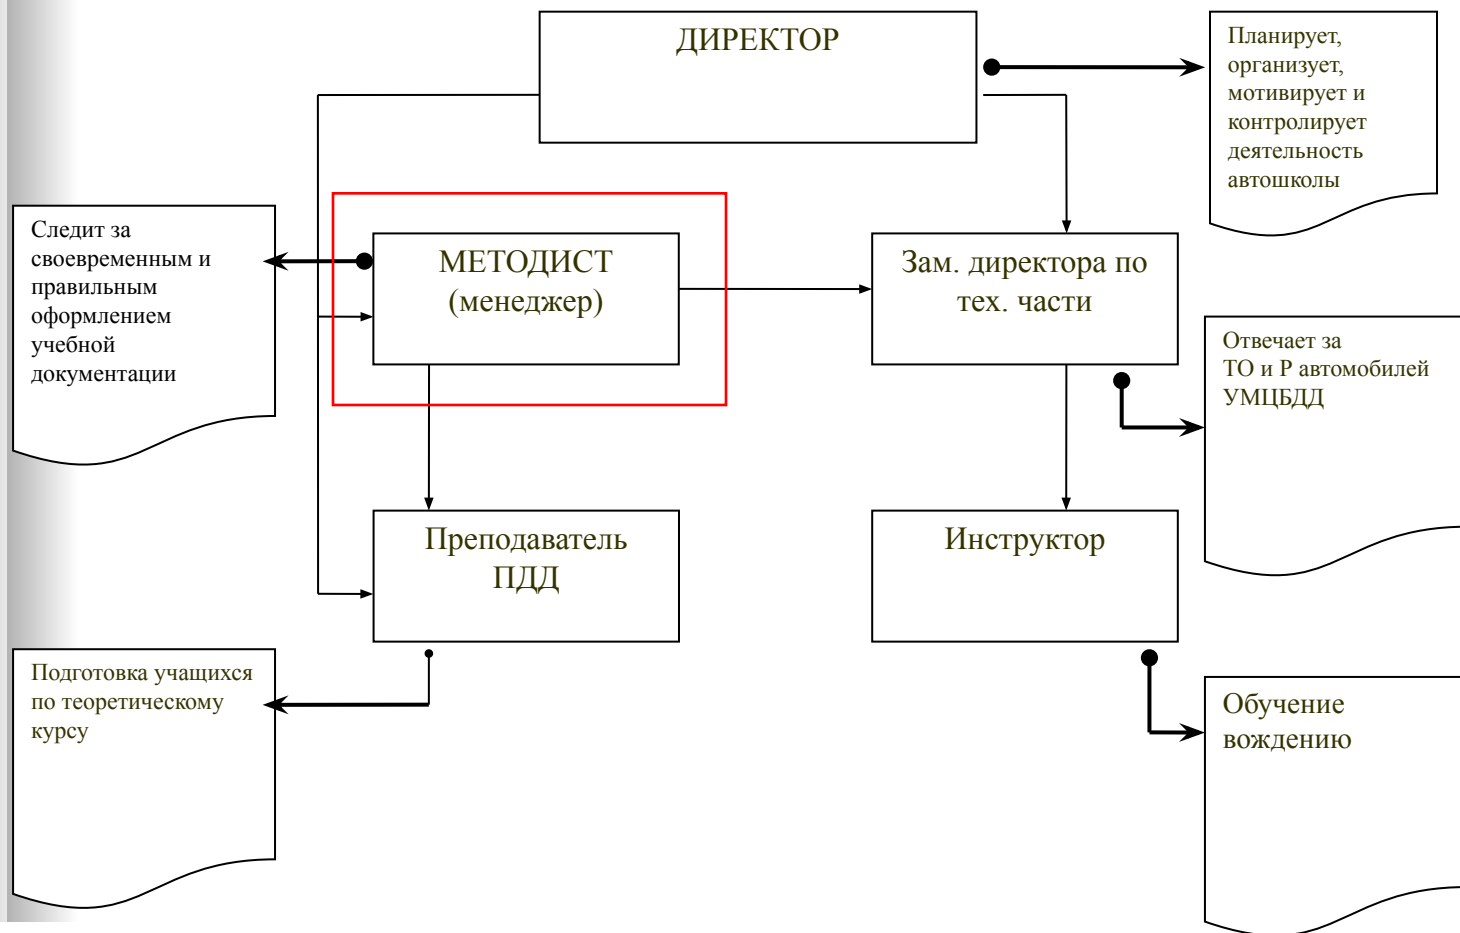 ДИРЕКТОР
Планирует,
организует,
мотивирует и
контролирует
деятельность
автошколы
Следит за
своевременным и
правильным
оформлением
учебной
документации
МЕТОДИСТ
(менеджер)
Зам. директора по
тех. части
Отвечает за
ТО и Р автомобилей
УМЦБДД
Преподаватель
ПДД
Инструктор
Подготовка учащихся
по теоретическому
курсу
Обучение
вождению